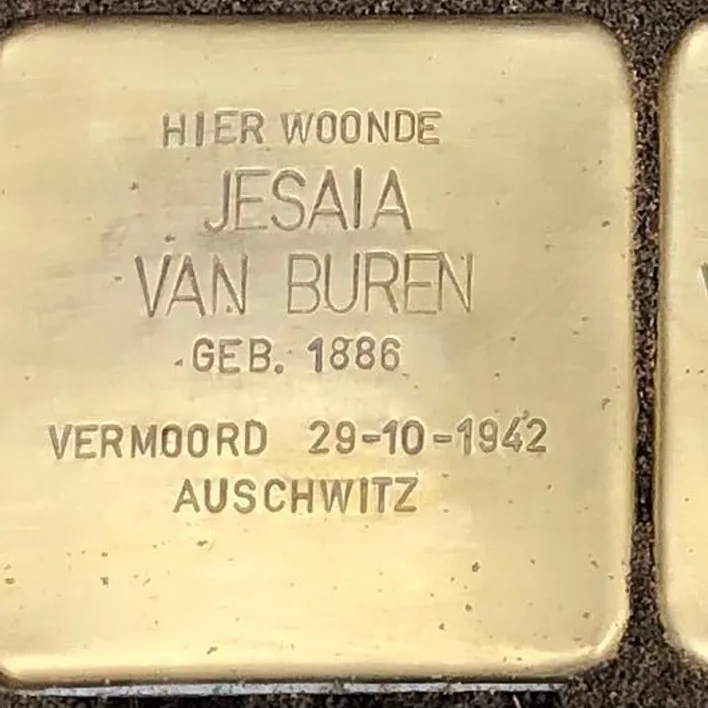 HIER WOONDE
JESAIA
VAN BUREN
GEB. 1886
VERMOORD 29-10-1942
AUSCHWITZ